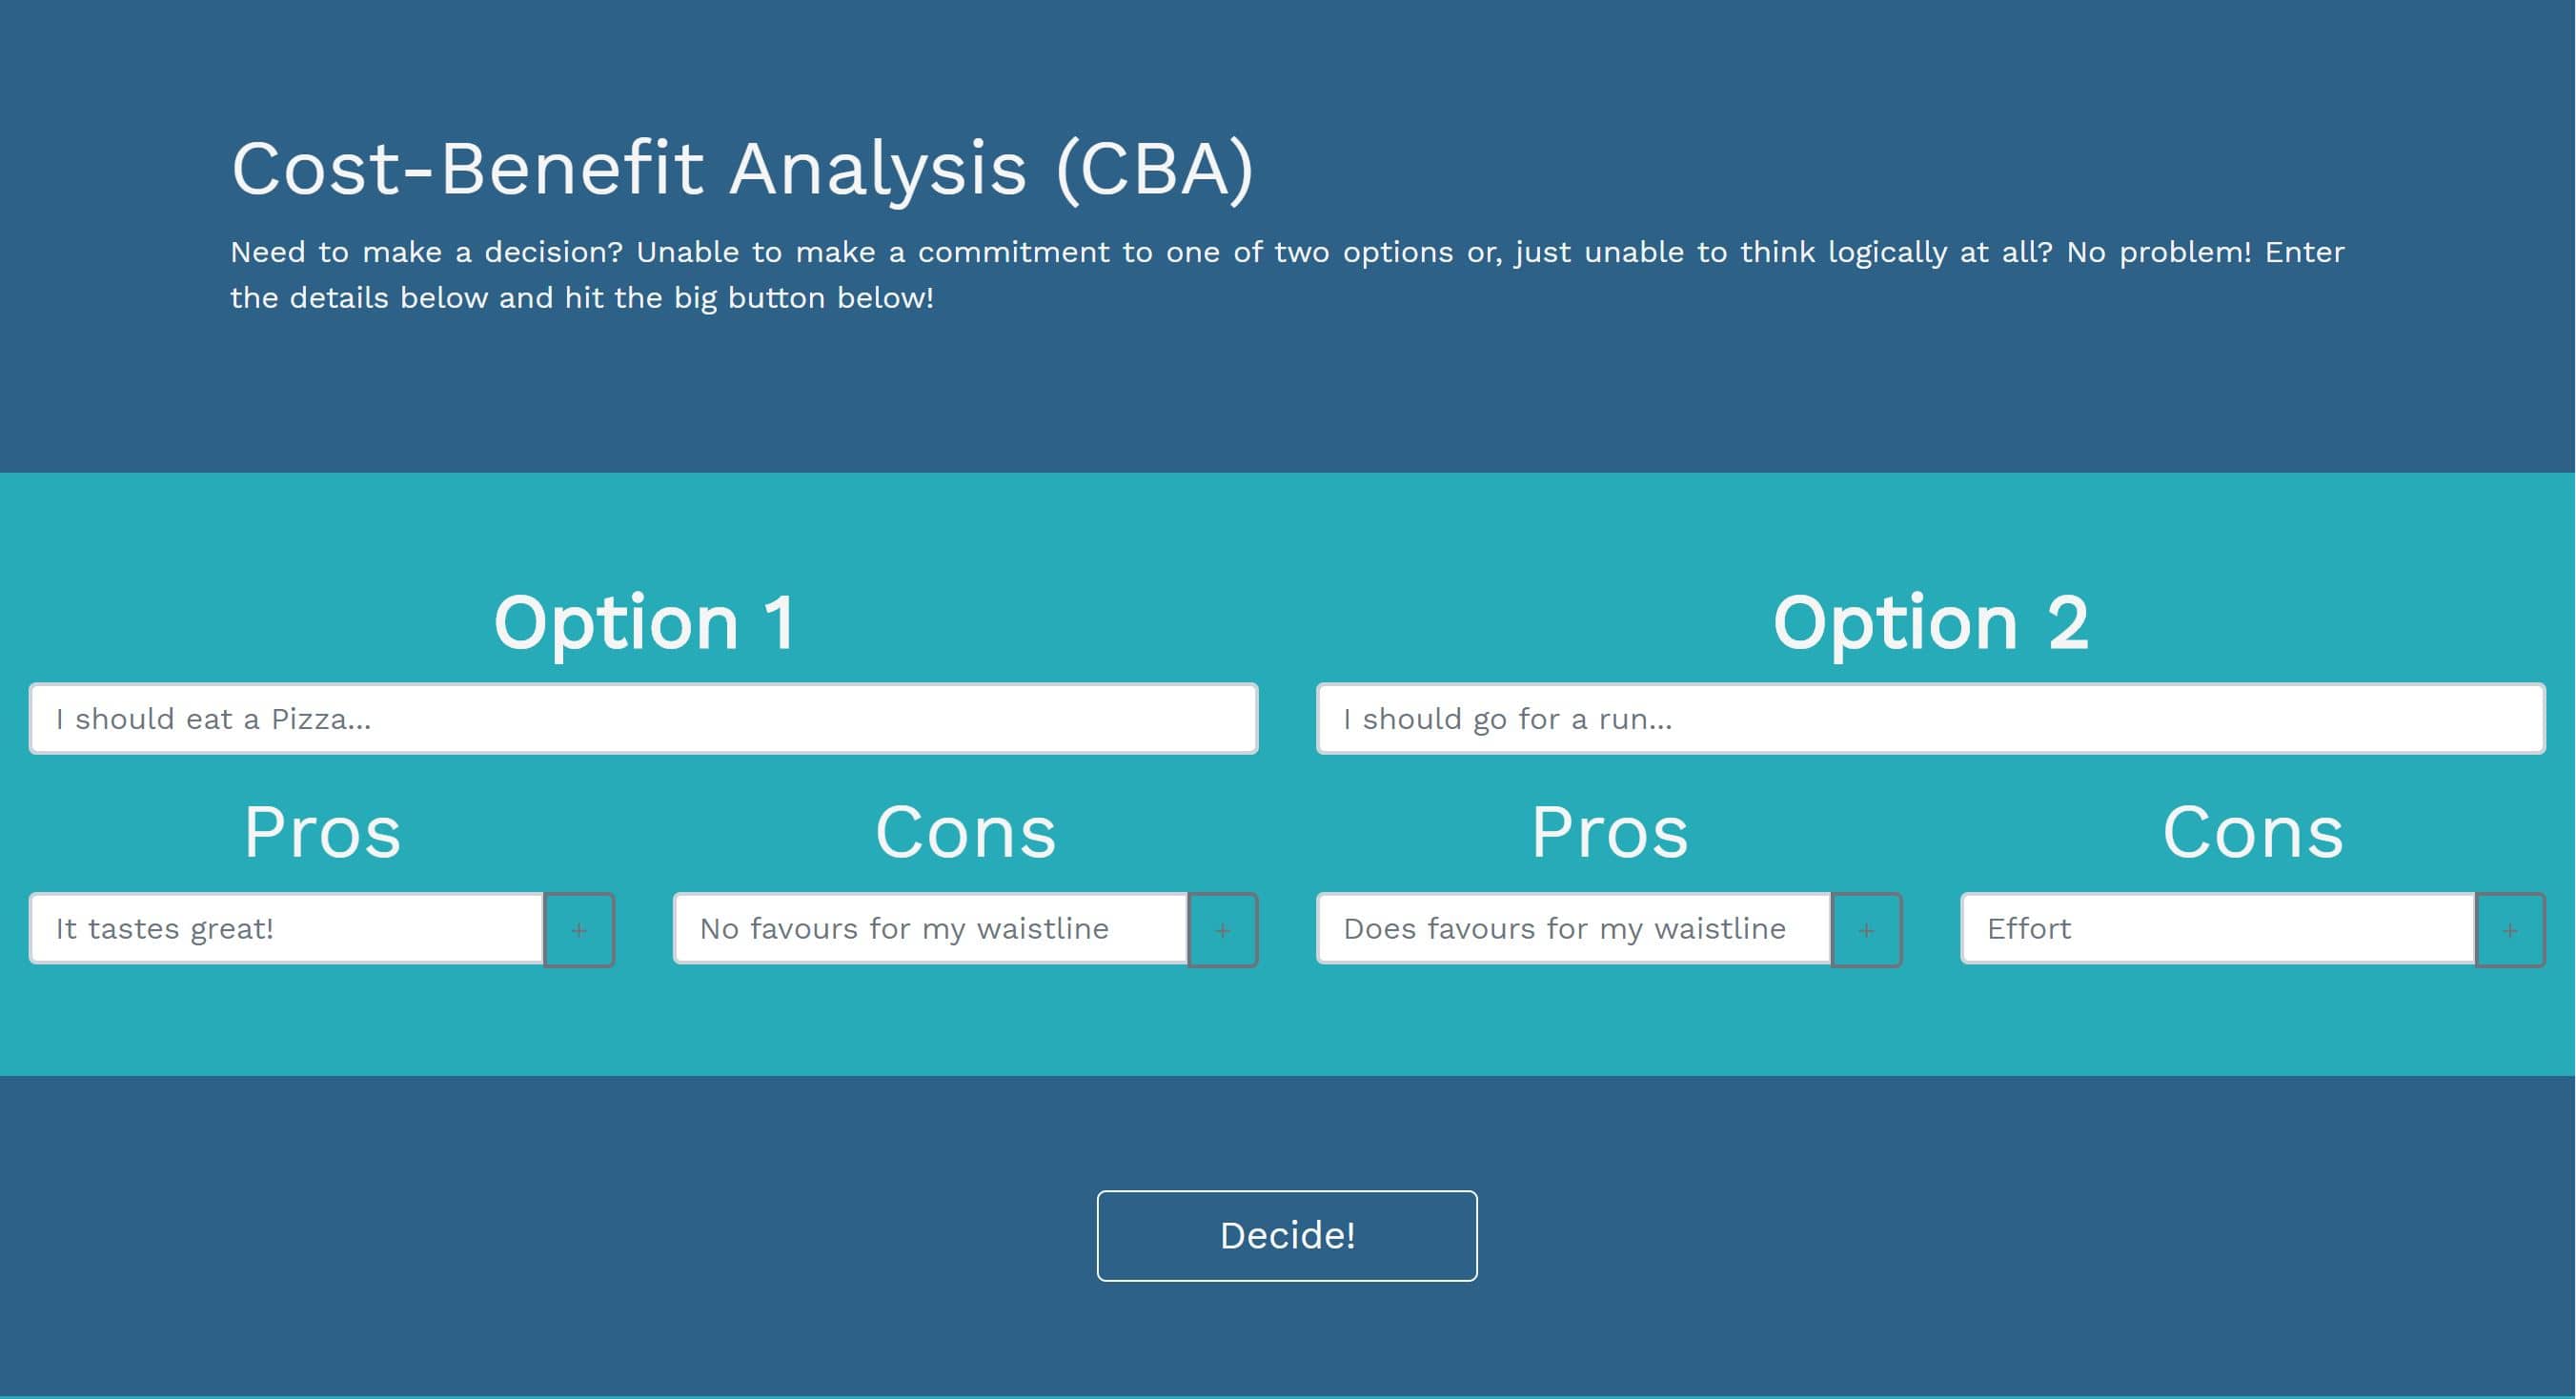 Cost-Benefit Analysis (CBA)
Need to make a decision? Unable to make a commitment to one of two options or, just unable to think logically at all? No problem! Enter
the details below and hit the big button below!
Option 1
I should eat a Pizza...
Pros
Cons
It tastes great!
+
No favours for my waistline
+
Option 2
I should go for a run...
Pros
Cons
Does favours for my waistline
+
Effort
+
Decide!